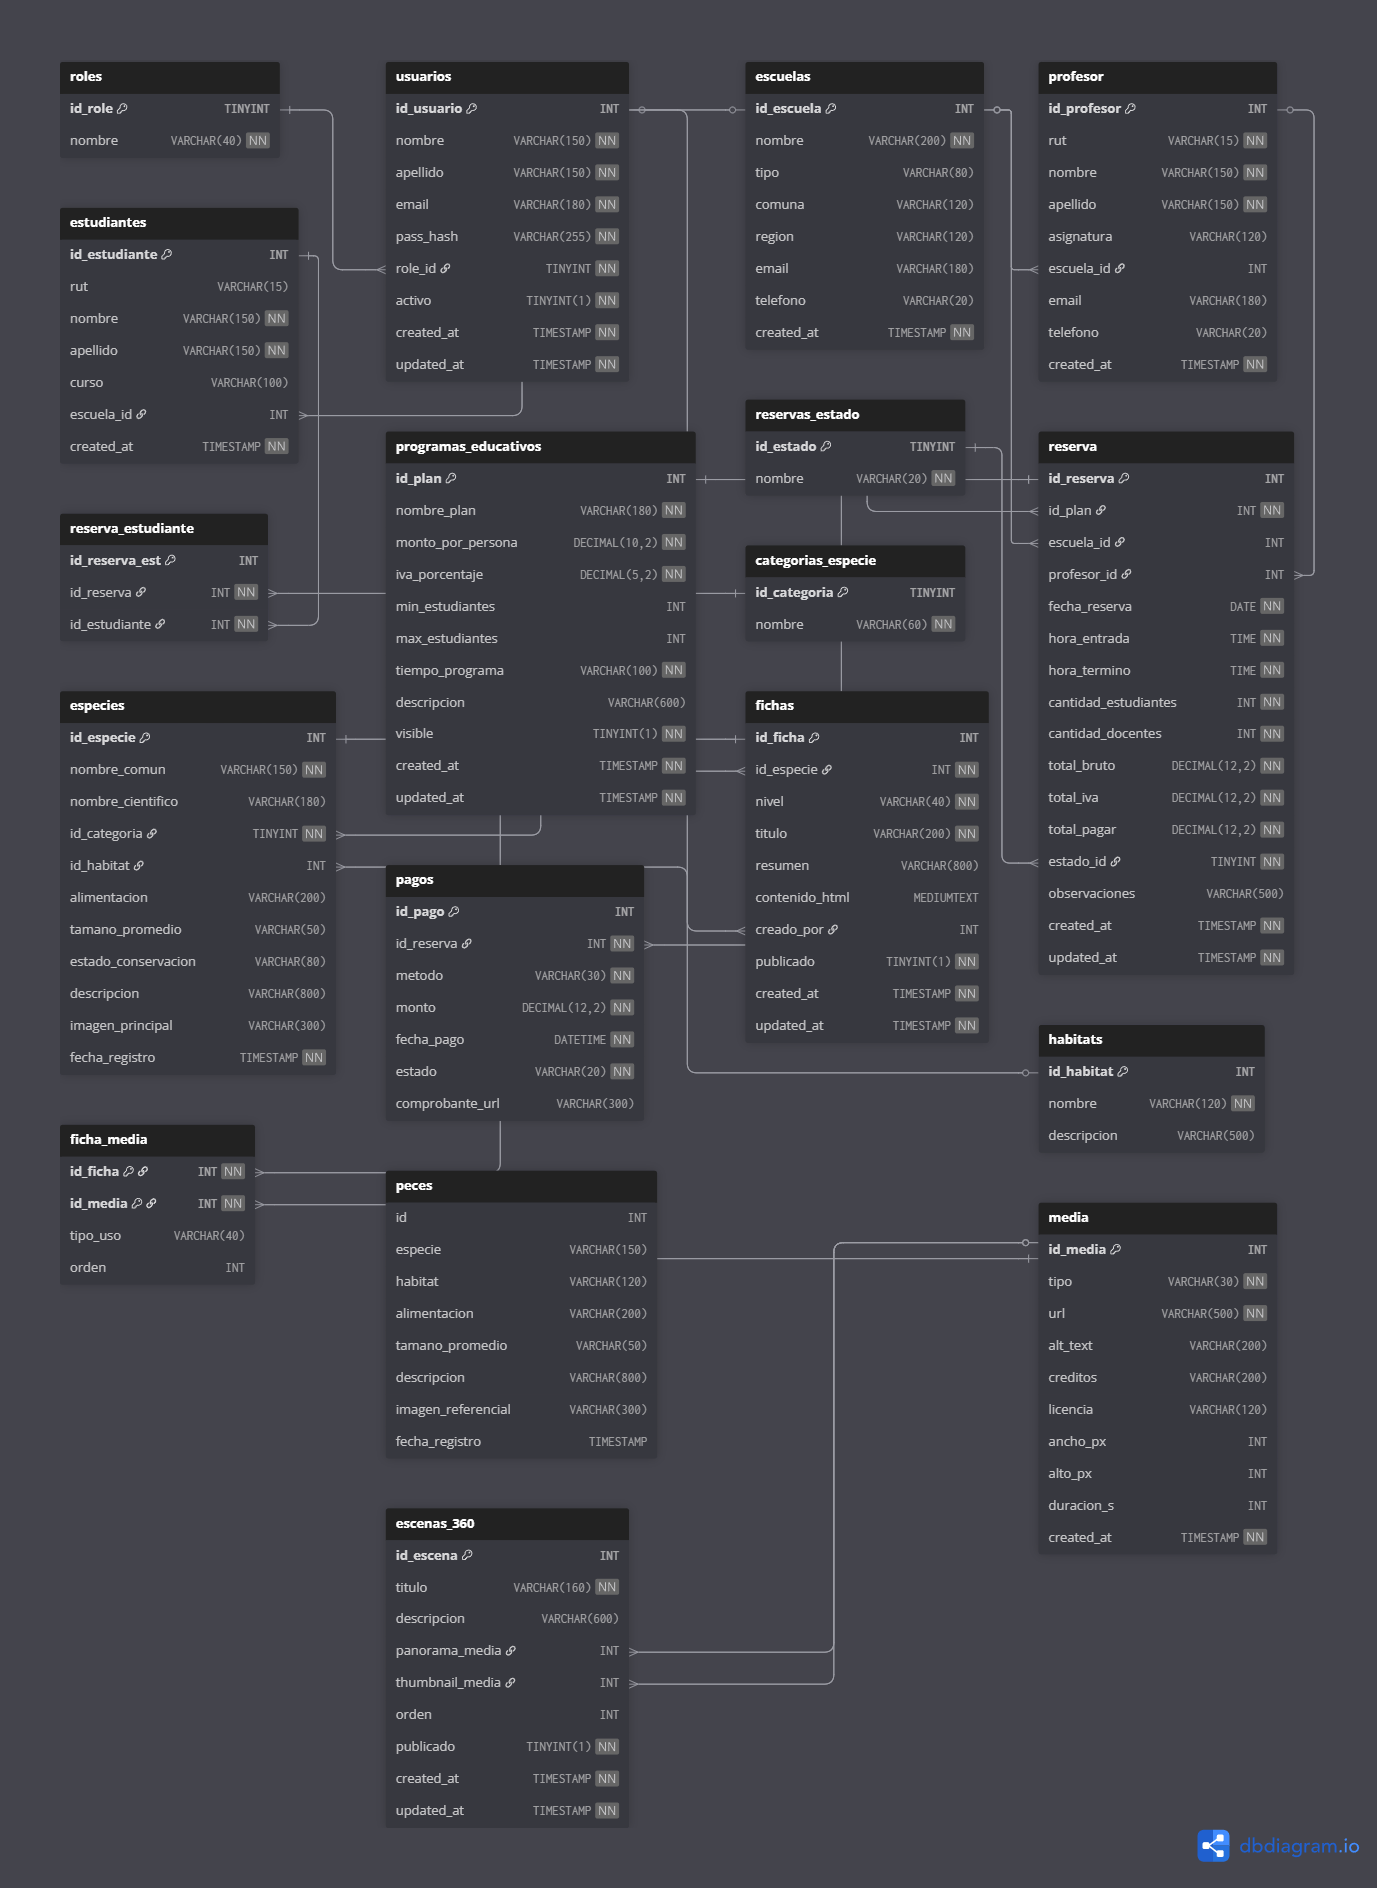 roles
id_role TINYINT
nombre VARCHAR(40) NN
usuarios
id_usuario INT
nombre VARCHAR(150) NN
apellido VARCHAR(150) NN
email VARCHAR(180) NN
pass_hash VARCHAR(255) NN
role_id TINYINT NN
activo TINYINT(1) NN
created_at TIMESTAMP NN
updated_at TIMESTAMP NN
escuelas
id_escuela INT
nombre VARCHAR(200) NN
tipo VARCHAR(80)
comuna VARCHAR(120)
region VARCHAR(120)
email VARCHAR(180)
telefono VARCHAR(20)
created_at TIMESTAMP NN
profesor
id_profesor INT
rut VARCHAR(15) NN
nombre VARCHAR(150) NN
apellido VARCHAR(150) NN
asignatura VARCHAR(120)
escuela_id INT
email VARCHAR(180)
telefono VARCHAR(20)
created_at TIMESTAMP NN
estudiantes
id_estudiante INT
rut VARCHAR(15)
nombre VARCHAR(150) NN
apellido VARCHAR(150) NN
curso VARCHAR(100)
escuela_id INT
created_at TIMESTAMP NN
programas_educativos
id_plan INT
nombre_plan VARCHAR(180) NN
monto_por_persona DECIMAL(10,2) NN
iva_porcentaje DECIMAL(5,2) NN
min_estudiantes INT
max_estudiantes INT
tiempo_programa VARCHAR(100) NN
descripcion VARCHAR(600)
visible TINYINT(1) NN
created_at TIMESTAMP NN
updated_at TIMESTAMP NN
reservas_estado
id_estado TINYINT
nombre VARCHAR(20) NN
reserva
id_reserva INT
id_plan INT NN
escuela_id INT
profesor_id INT
fecha_reserva DATE NN
hora_entrada TIME NN
hora_termino TIME NN
cantidad_estudiantes INT NN
cantidad_docentes INT NN
total_bruto DECIMAL(12,2) NN
total_iva DECIMAL(12,2) NN
total_pagar DECIMAL(12,2) NN
estado_id TINYINT NN
observaciones VARCHAR(500)
created_at TIMESTAMP NN
updated_at TIMESTAMP NN
reserva_estudiante
id_reserva_est INT
id_reserva INT NN
id_estudiante INT NN
categorias_especie
id_categoria TINYINT
nombre VARCHAR(60) NN
especies
id_especie INT
nombre_comun VARCHAR(150) NN
nombre_cientifico VARCHAR(180)
id_categoria TINYINT NN
id_habitat INT
alimentacion VARCHAR(200)
tamano_promedio VARCHAR(50)
estado_conservacion VARCHAR(80)
descripcion VARCHAR(800)
imagen_principal VARCHAR(300)
fecha_registro TIMESTAMP NN
fichas
id_ficha INT
id_especie INT NN
nivel VARCHAR(40) NN
titulo VARCHAR(200) NN
resumen VARCHAR(800)
contenido_html MEDIUMTEXT
creado_por INT
publicado TINYINT(1) NN
created_at TIMESTAMP NN
updated_at TIMESTAMP NN
pagos
id_pago INT
id_reserva INT NN
metodo VARCHAR(30) NN
monto DECIMAL(12,2) NN
fecha_pago DATETIME NN
estado VARCHAR(20) NN
comprobante_url VARCHAR(300)
habitats
id_habitat INT
nombre VARCHAR(120) NN
descripcion VARCHAR(500)
ficha_media
id_ficha INT NN
id_media INT NN
tipo_uso VARCHAR(40)
orden INT
peces
id INT
especie VARCHAR(150)
habitat VARCHAR(120)
alimentacion VARCHAR(200)
tamano_promedio VARCHAR(50)
descripcion VARCHAR(800)
imagen_referencial VARCHAR(300)
fecha_registro TIMESTAMP
media
id_media INT
tipo VARCHAR(30) NN
url VARCHAR(500) NN
alt_text VARCHAR(200)
creditos VARCHAR(200)
licencia VARCHAR(120)
ancho_px INT
alto_px INT
duracion_s INT
created_at TIMESTAMP NN
escenas_360
id_escena INT
titulo VARCHAR(160) NN
descripcion VARCHAR(600)
panorama_media INT
thumbnail_media INT
orden INT
publicado TINYINT(1) NN
created_at TIMESTAMP NN
updated_at TIMESTAMP NN
dbdiagram.io